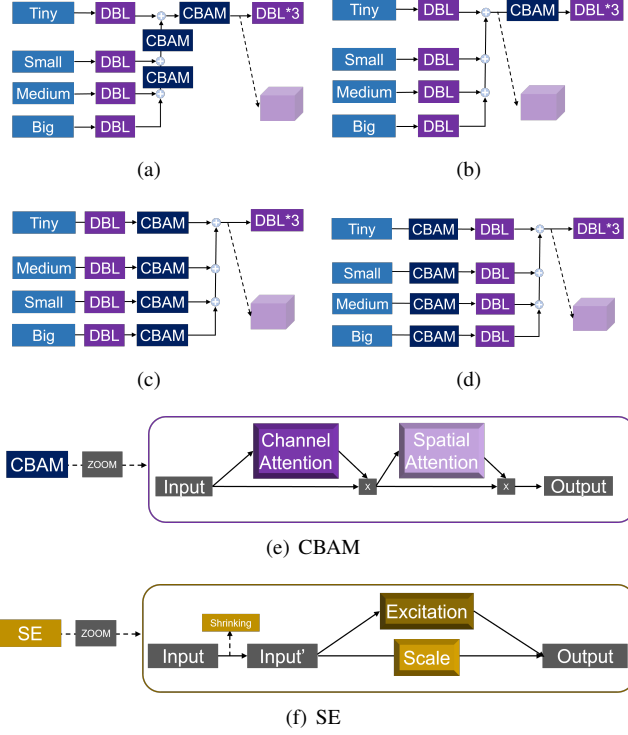 Tiny DBL CBAM DBL*3
CBAM
Small DBL
CBAM
Medium DBL
Big DBL
(a)
Tiny DBL CBAM DBL*3
Small DBL
Medium DBL
Big DBL
(b)
Tiny DBL CBAM DBL*3
Medium DBL CBAM
Small DBL CBAM
Big DBL CBAM
(c)
Tiny CBAM DBL DBL*3
Small CBAM DBL
Medium CBAM DBL
Big CBAM DBL
(d)
CBAM ZOOM
Channel
Attention
Spatial
Attention
Input x x Output
(e) CBAM
SE ZOOM
Shrinking
Excitation
Input Input' Scale Output
(f) SE